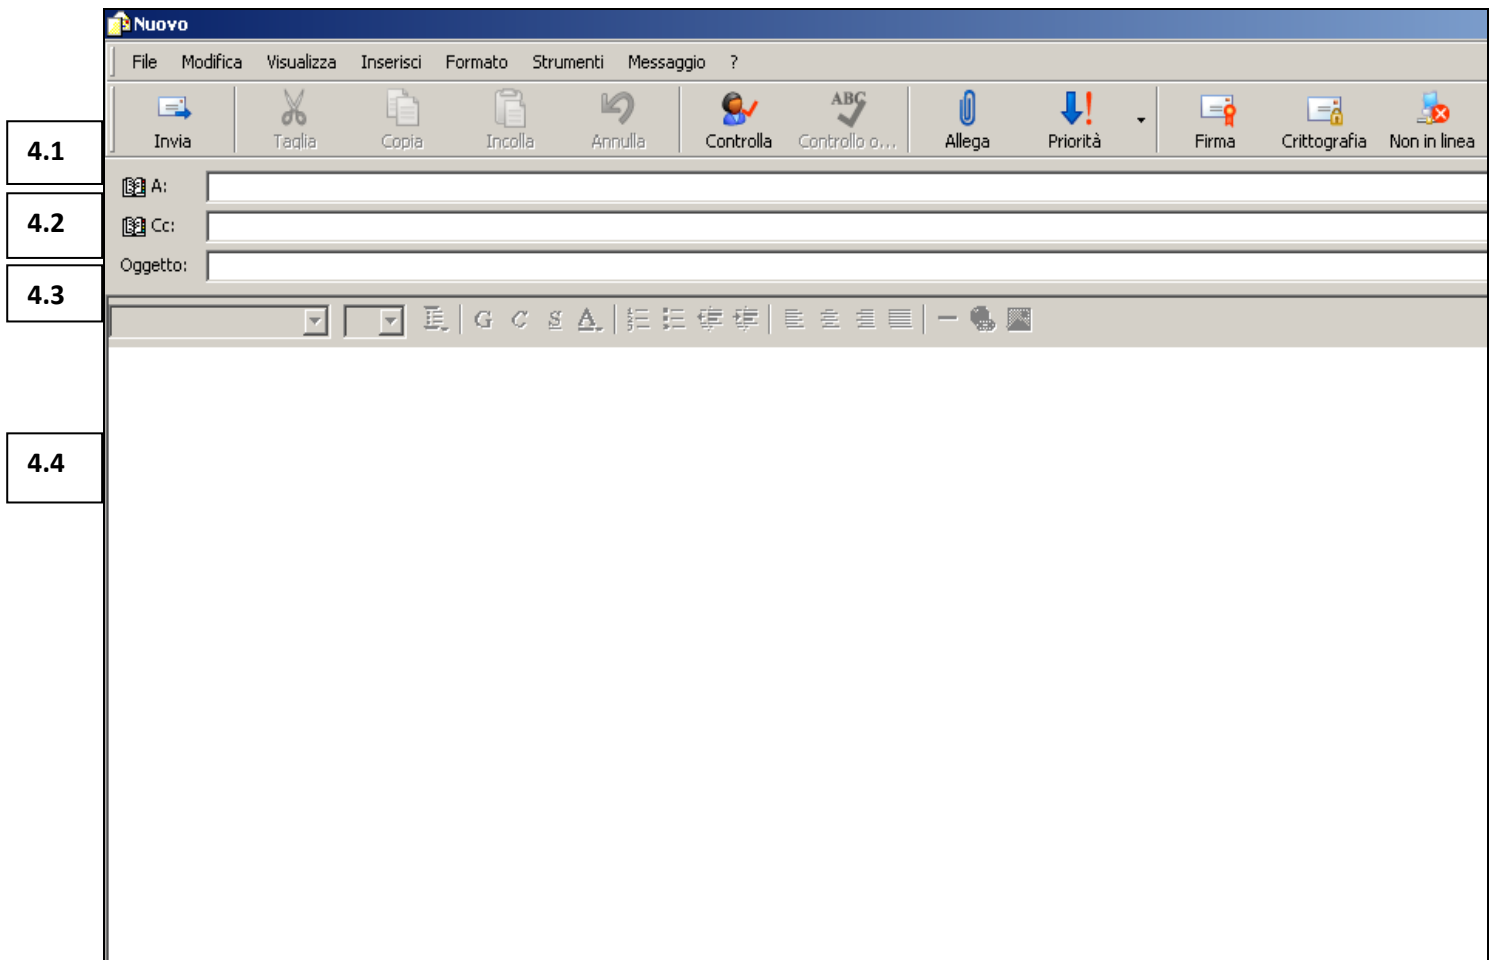 Nuovo
File Modifica Visualizza Inserisci Formato Strumenti Messaggio ?
ABC
Invia Taglia Copia Incolla Annulla Controlla Controllo o... Allega Priorità Firma Crittografia Non in linea
4.1
A:
4.2
Cc:
Oggetto:
4.3
G C S A
4.4